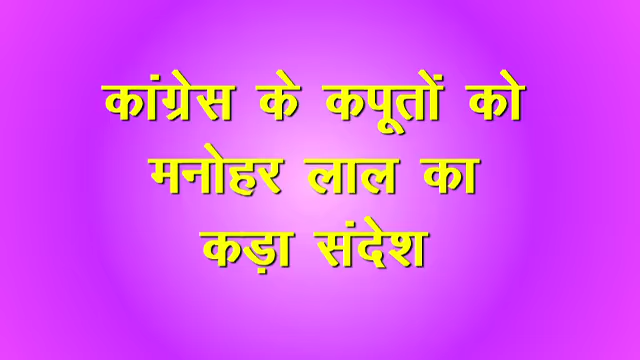 कांग्रेस के कपूतों को
मनोहर लाल का
कड़ा संदेश